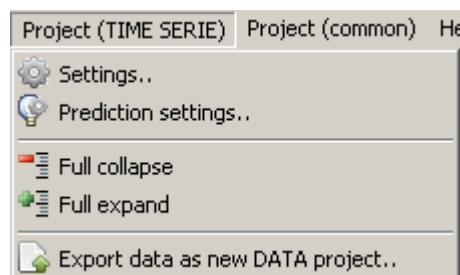 Project (TIME SERIE) Project (common) He
Settings..
Prediction settings..
Full collapse
Full expand
Export data as new DATA project..